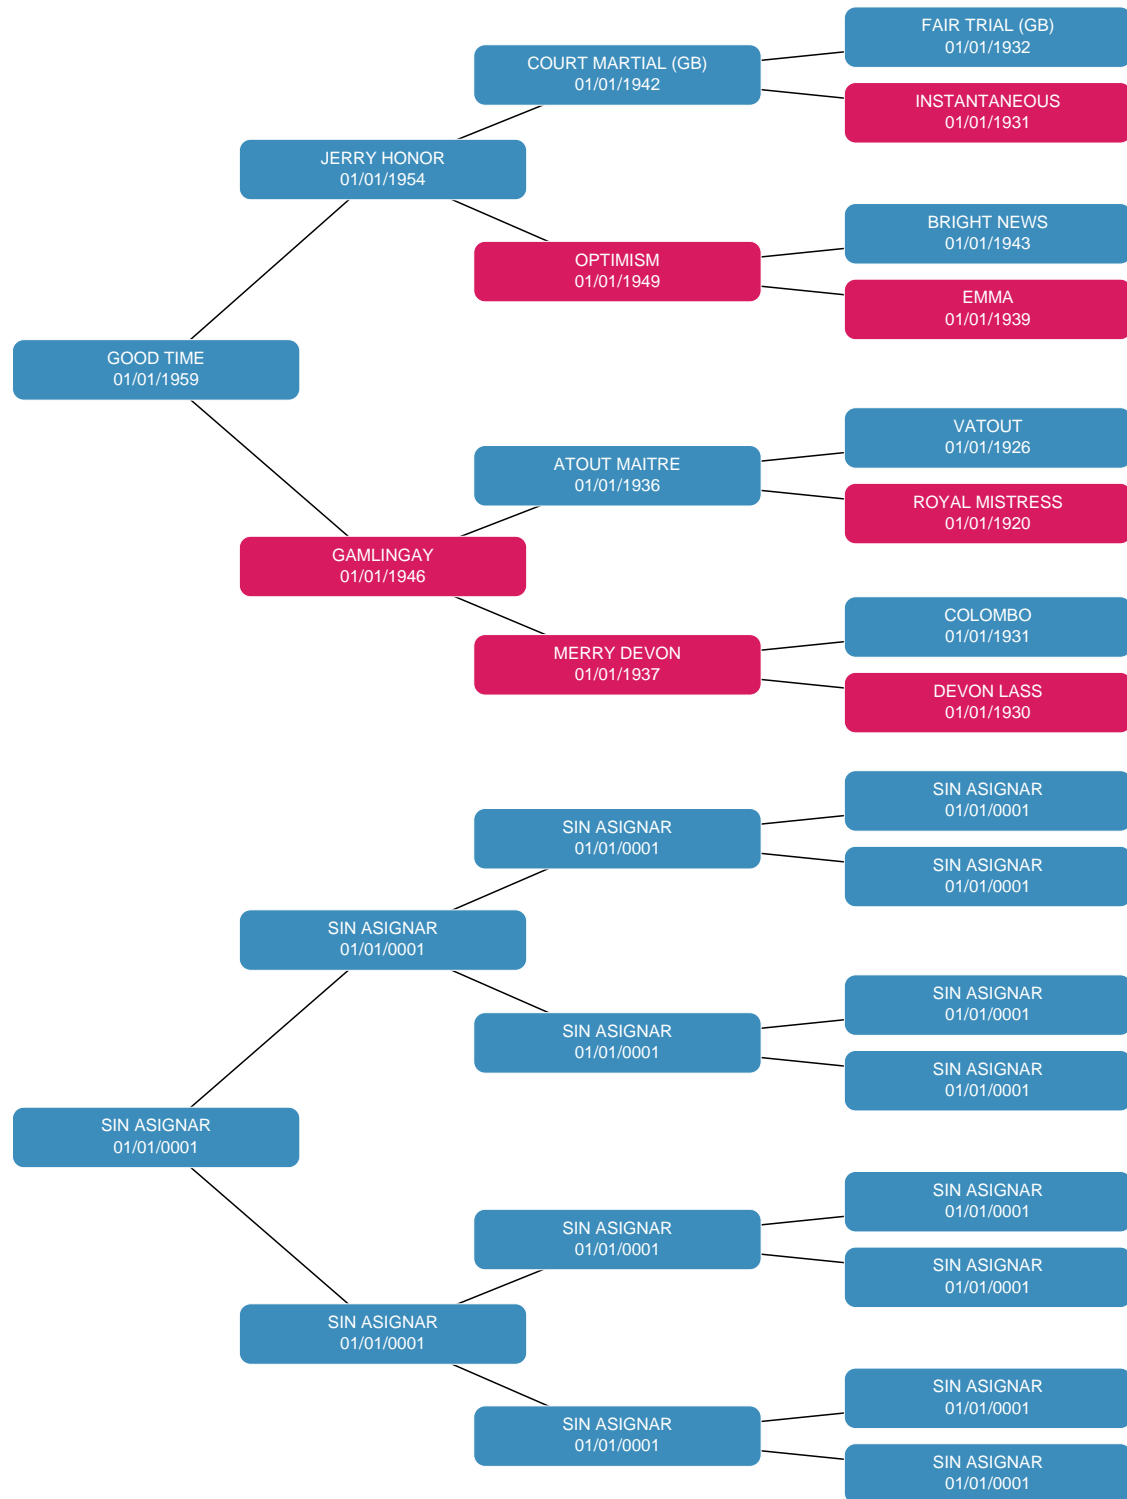 FAIR TRIAL (GB)
01/01/1932
COURT MARTIAL (GB)
01/01/1942
INSTANTANEOUS
01/01/1931
JERRY HONOR
01/01/1954
BRIGHT NEWS
01/01/1943
OPTIMISM
01/01/1949
EMMA
01/01/1939
GOOD TIME
01/01/1959
VATOUT
01/01/1926
ATOUT MAITRE
01/01/1936
ROYAL MISTRESS
01/01/1920
GAMLINGAY
01/01/1946
COLOMBO
01/01/1931
MERRY DEVON
01/01/1937
DEVON LASS
01/01/1930
SIN ASIGNAR
01/01/0001
SIN ASIGNAR
01/01/0001
SIN ASIGNAR
01/01/0001
SIN ASIGNAR
01/01/0001
SIN ASIGNAR
01/01/0001
SIN ASIGNAR
01/01/0001
SIN ASIGNAR
01/01/0001
SIN ASIGNAR
01/01/0001
SIN ASIGNAR
01/01/0001
SIN ASIGNAR
01/01/0001
SIN ASIGNAR
01/01/0001
SIN ASIGNAR
01/01/0001
SIN ASIGNAR
01/01/0001
SIN ASIGNAR
01/01/0001
SIN ASIGNAR
01/01/0001